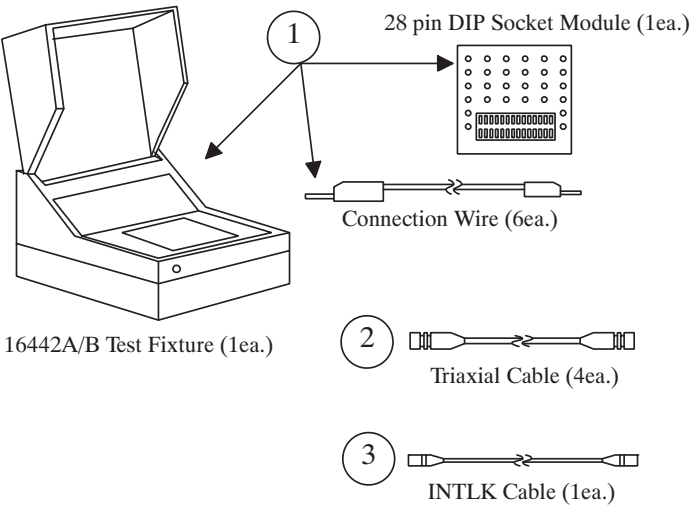 1
28 pin DIP Socket Module (1ea.)
Connection Wire (6ea.)
16442A/B Test Fixture (1ea.)
2
Triaxial Cable (4ea.)
3
INTLK Cable (1ea.)